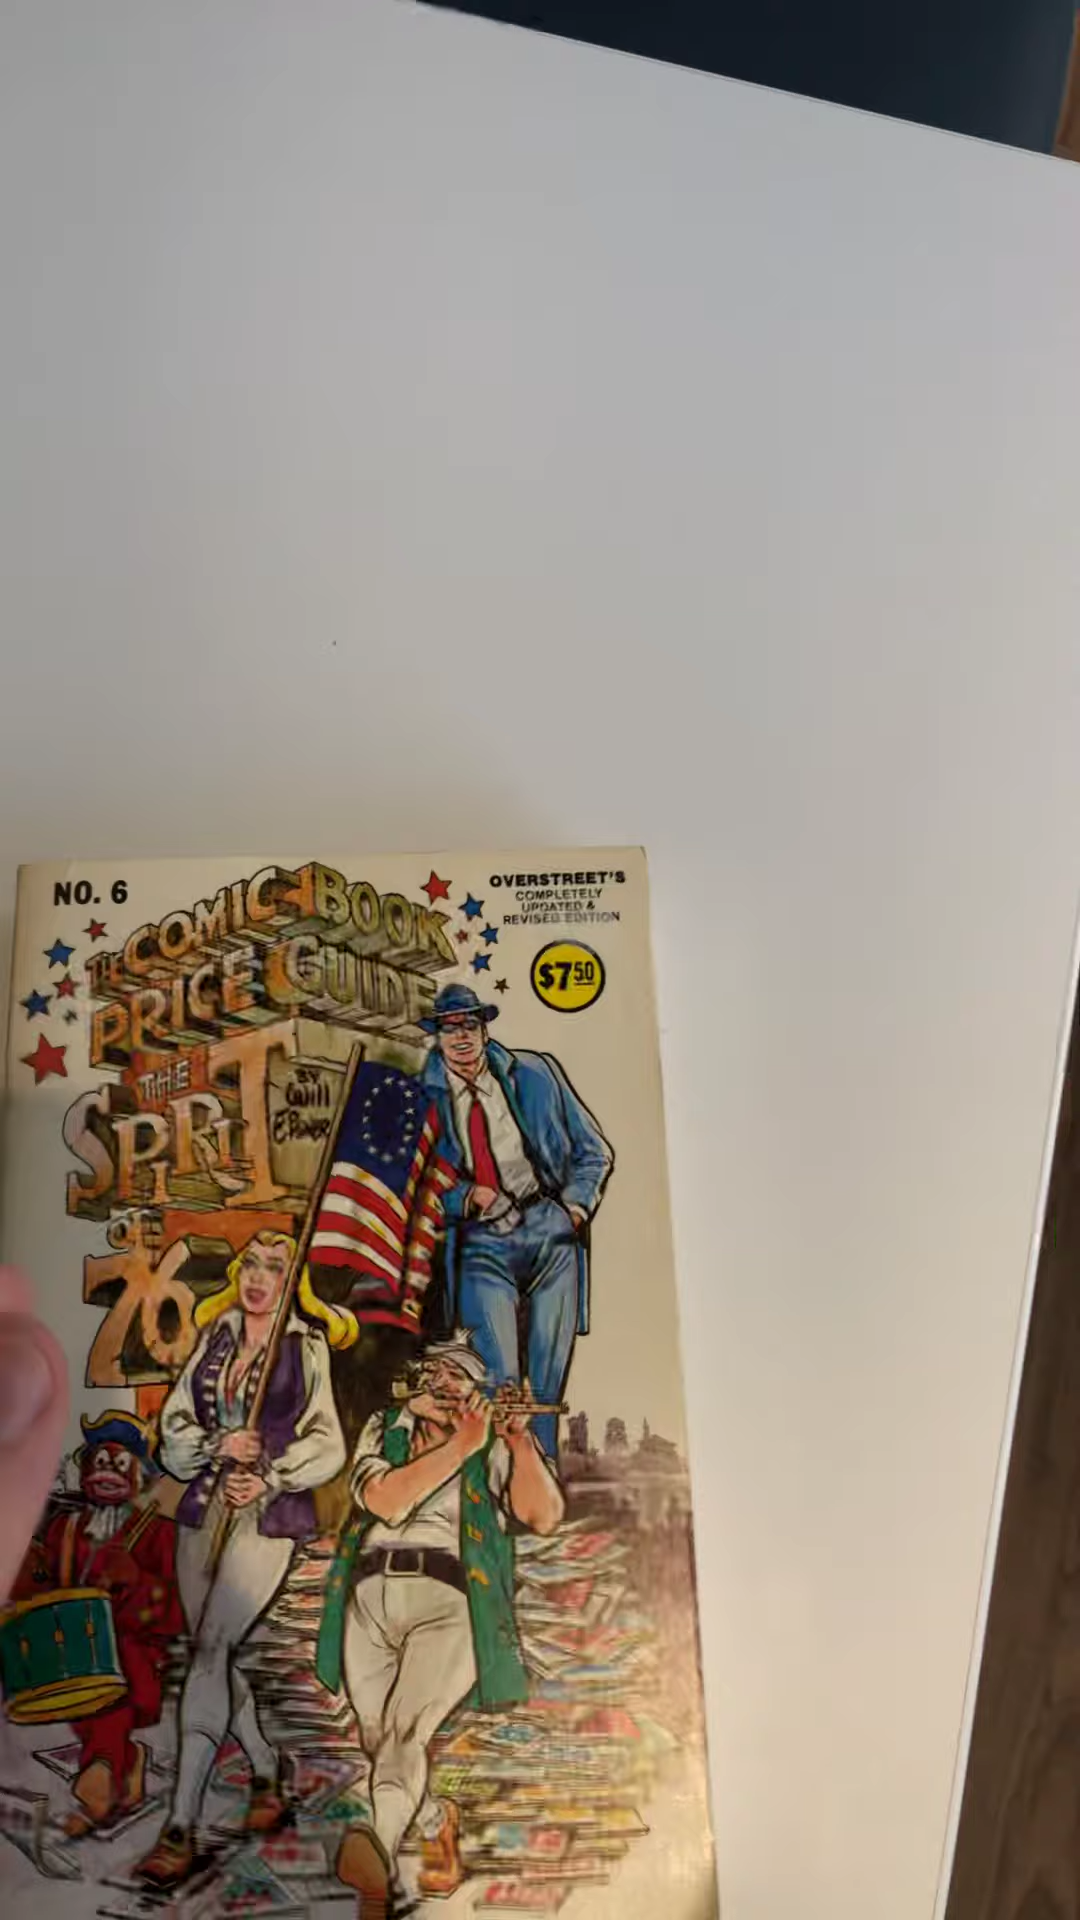 NO. 6
The COMIC BOOK
PRICE GUIDE
OVERSTREET'S
COMPLETELY
UPDATED &
REVISED EDITION
$7.50
THE
SPiRiT
BY
Will
EISNER
OF
76